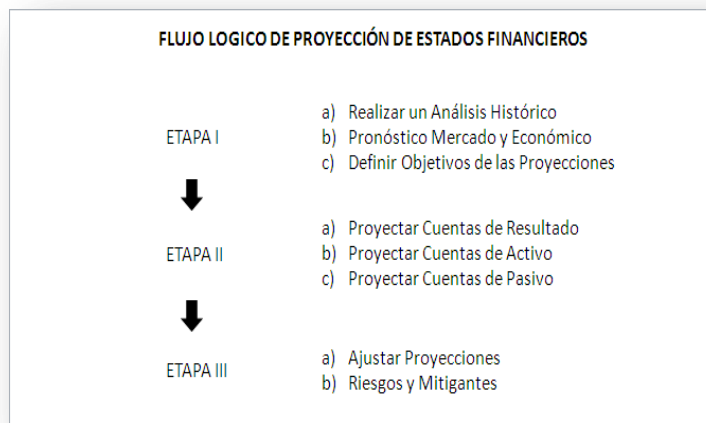 FLUJO LOGICO DE PROYECCIÓN DE ESTADOS FINANCIEROS
ETAPA I
a) Realizar un Análisis Histórico
b) Pronóstico Mercado y Económico
c) Definir Objetivos de las Proyecciones
ETAPA II
a) Proyectar Cuentas de Resultado
b) Proyectar Cuentas de Activo
c) Proyectar Cuentas de Pasivo
ETAPA III
a) Ajustar Proyecciones
b) Riesgos y Mitigantes